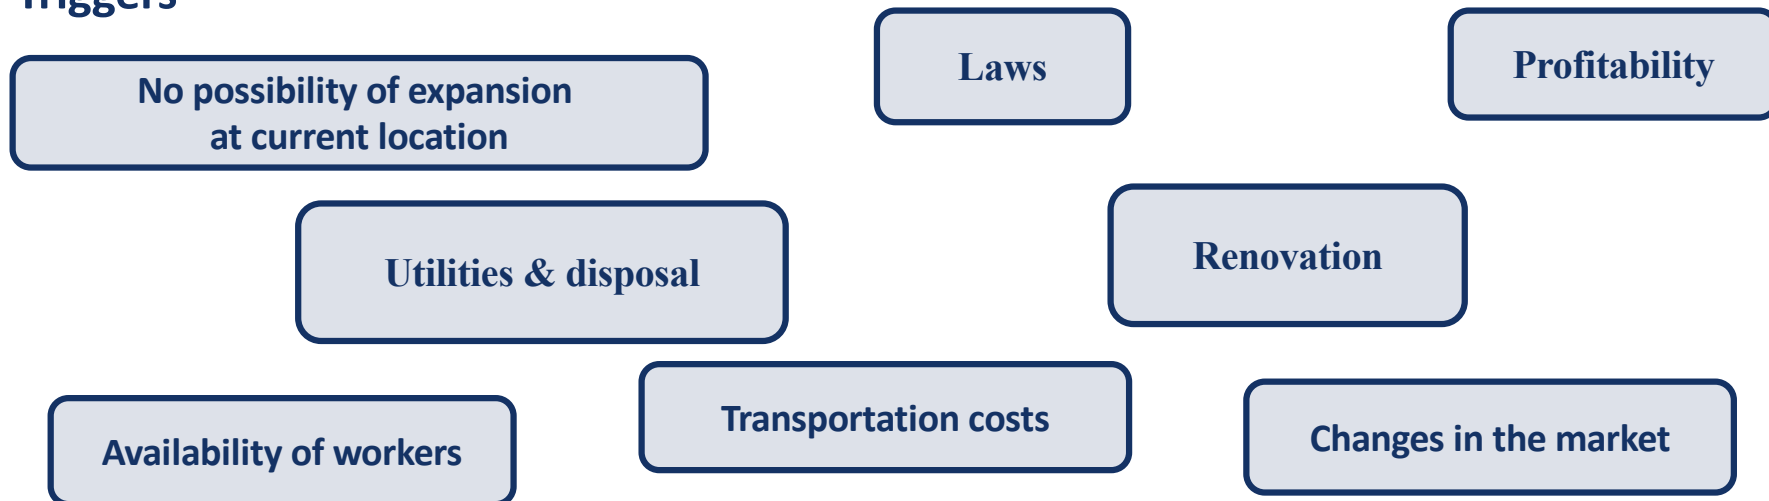 Triggers
Laws
Profitability
No possibility of expansion
at current location
Utilities & disposal
Renovation
Transportation costs
Availability of workers
Changes in the market